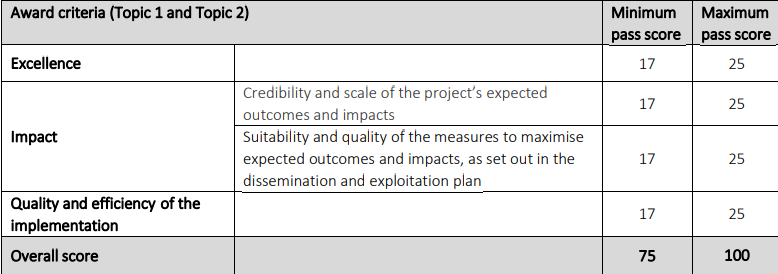 Award criteria (Topic 1 and Topic 2)
Minimum
pass score
Maximum
pass score
Excellence
17
25
Impact
Credibility and scale of the project's expected
outcomes and impacts
17
25
Suitability and quality of the measures to maximise
expected outcomes and impacts, as set out in the
dissemination and exploitation plan
17
25
Quality and efficiency of the
implementation
17
25
Overall score
75
100